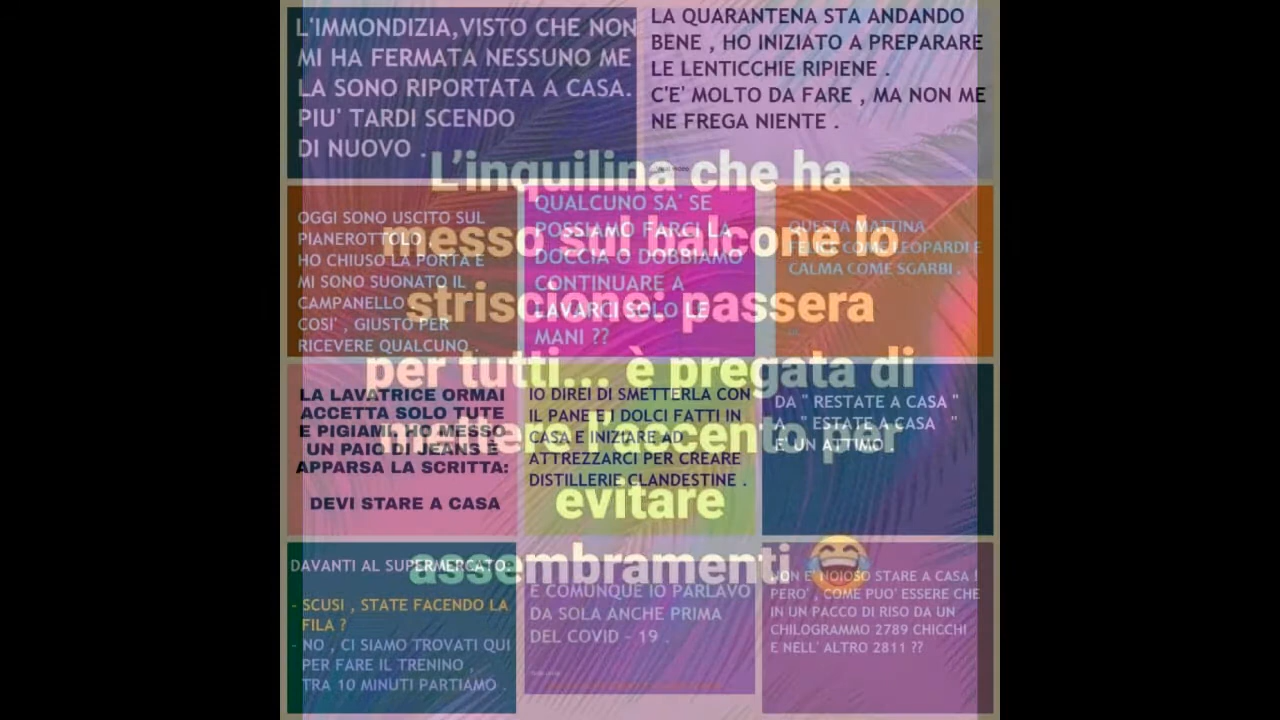 L'IMMONDIZIA,VISTO CHE NON
MI HA FERMATA NESSUNO ME
LA SONO RIPORTATA A CASA.
PIU' TARDI SCENDO
DI NUOVO .
LA QUARANTENA STA ANDANDO
BENE , HO INIZIATO A PREPARARE
LE LENTICCHIE RIPIENE .
C'E' MOLTO DA FARE , MA NON ME
NE FREGA NIENTE .
L'inquilina che ha
messo sul balcone lo
striscione: passera
per tutti... è pregata di
mettere l'accento per
evitare
assembramenti. 😂
OGGI SONO USCITO SUL
PIANEROTTOLO ,
HO CHIUSO LA PORTA E
MI SONO SUONATO IL
CAMPANELLO
COSI' , GIUSTO PER
RICEVERE QUALCUNO .
QUALCUNO SA' SE
POSSIAMO FARCI LA
DOCCIA O DOBBIAMO
CONTINUARE A
LAVARCI SOLO LE
MANI ??
QUESTA MATTINA
FELICE COME LEOPARDI E
CALMA COME SGARBI .
LA LAVATRICE ORMAI
ACCETTA SOLO TUTE
E PIGIAMI. HO MESSO
UN PAIO DI JEANS È
APPARSA LA SCRITTA:
DEVI STARE A CASA
IO DIREI DI SMETTERLA CON
IL PANE E I DOLCI FATTI IN
CASA E INIZIARE AD
ATTREZZARCI PER CREARE
DISTILLERIE CLANDESTINE .
DA " RESTATE A CASA "
A " ESTATE A CASA "
E' UN ATTIMO .
DAVANTI AL SUPERMERCATO:
- SCUSI , STATE FACENDO LA
FILA ?
- NO , CI SIAMO TROVATI QUI
PER FARE IL TRENINO ,
TRA 10 MINUTI PARTIAMO .
E COMUNQUE IO PARLAVO
DA SOLA ANCHE PRIMA
DEL COVID - 19 .
NON E' NOIOSO STARE A CASA !
PERO' , COME PUO' ESSERE CHE
IN UN PACCO DI RISO DA UN
CHILOGRAMMO 2789 CHICCHI
E NELL' ALTRO 2811 ??